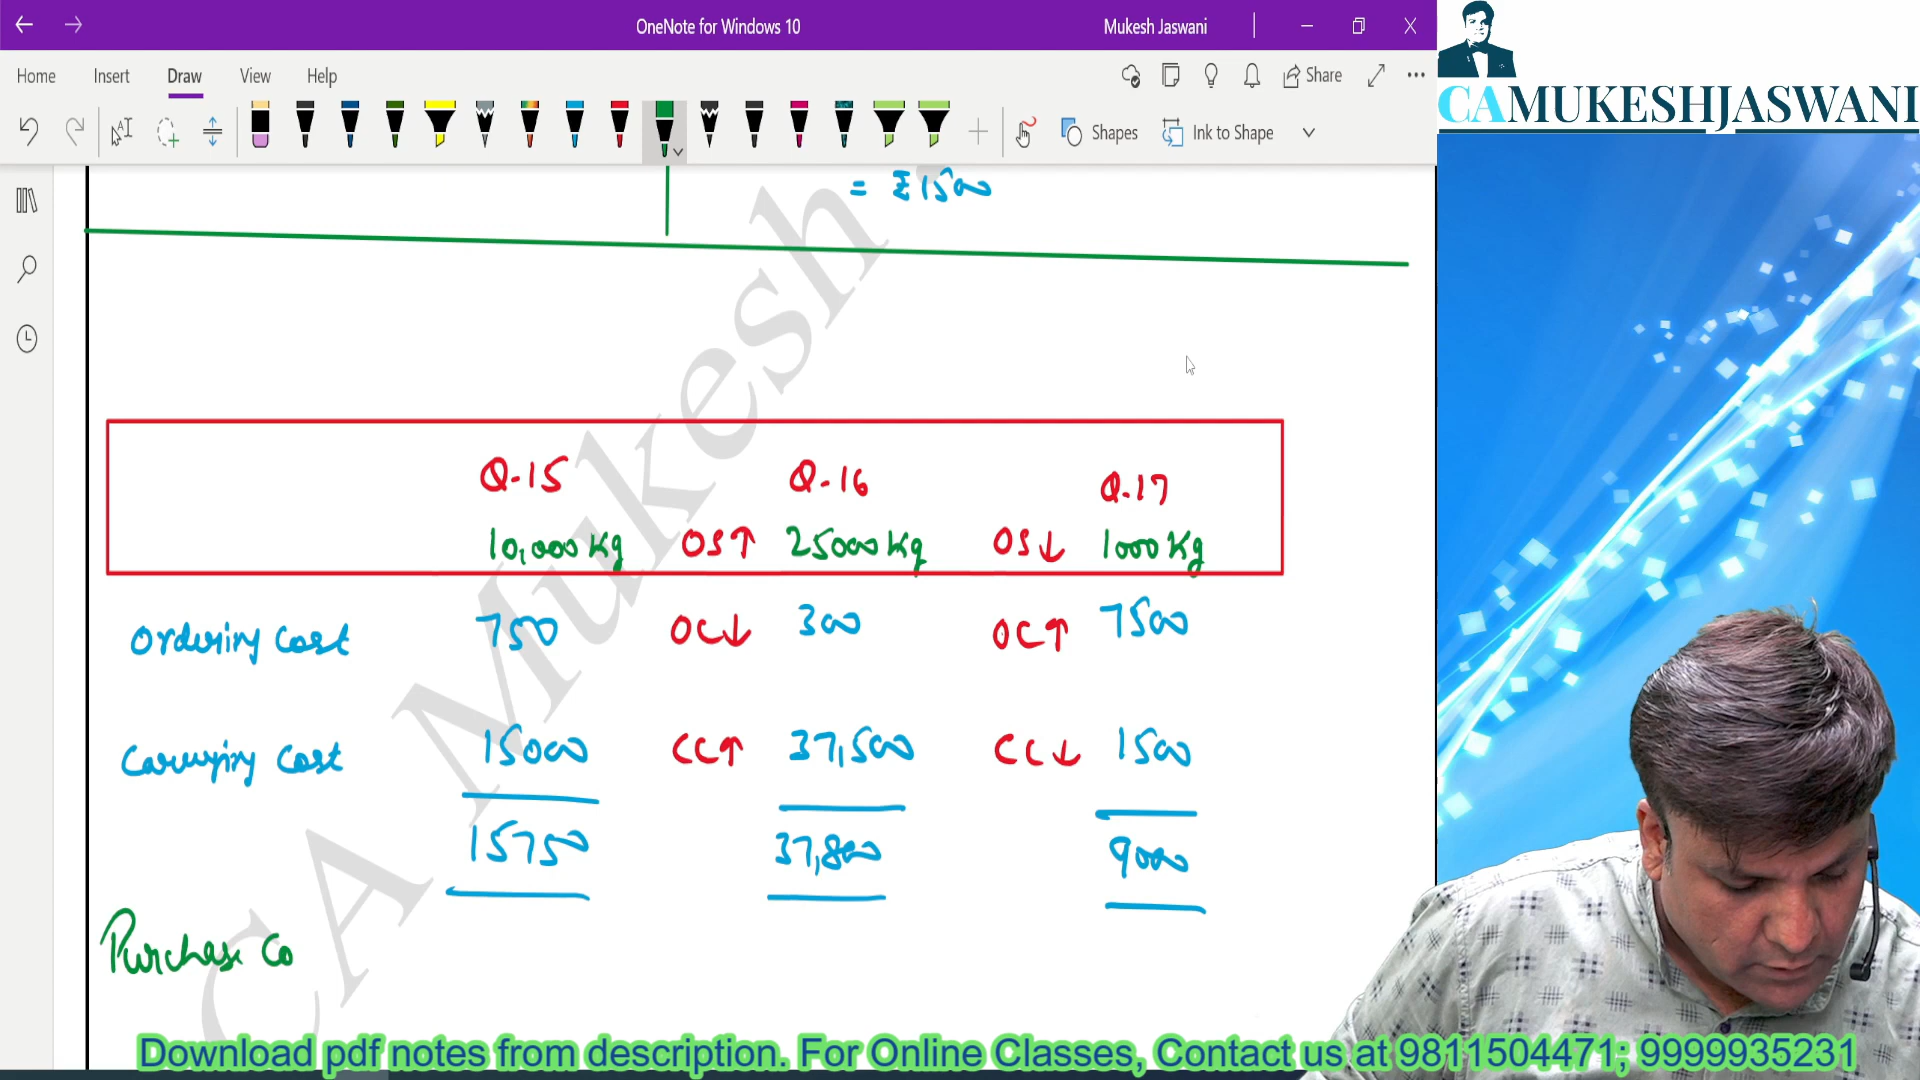 OneNote for Windows 10
Mukesh Jaswani
Home Insert Draw View Help
Share
Shapes
Ink to Shape
CAMUKESHJASWANI
= ₹1500
Q.15 Q.16 Q.17
10,000 Kg OS↑ 25000 Kg OS↓ 1000 Kg
Ordering Cost 750 OC↓ 300 OC↑ 7500
Carrying Cost 15000 CC↑ 37,500 CC↓ 1500
15750 37,800 9000
Purchase Co
CA Mukesh
Download pdf notes from description. For Online Classes, Contact us at 9811504471; 9999935231